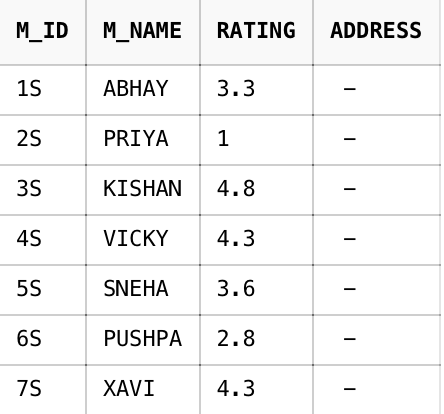 M_ID M_NAME RATING ADDRESS
1S ABHAY 3.3 –
2S PRIYA 1 –
3S KISHAN 4.8 –
4S VICKY 4.3 –
5S SNEHA 3.6 –
6S PUSHPA 2.8 –
7S XAVI 4.3 –